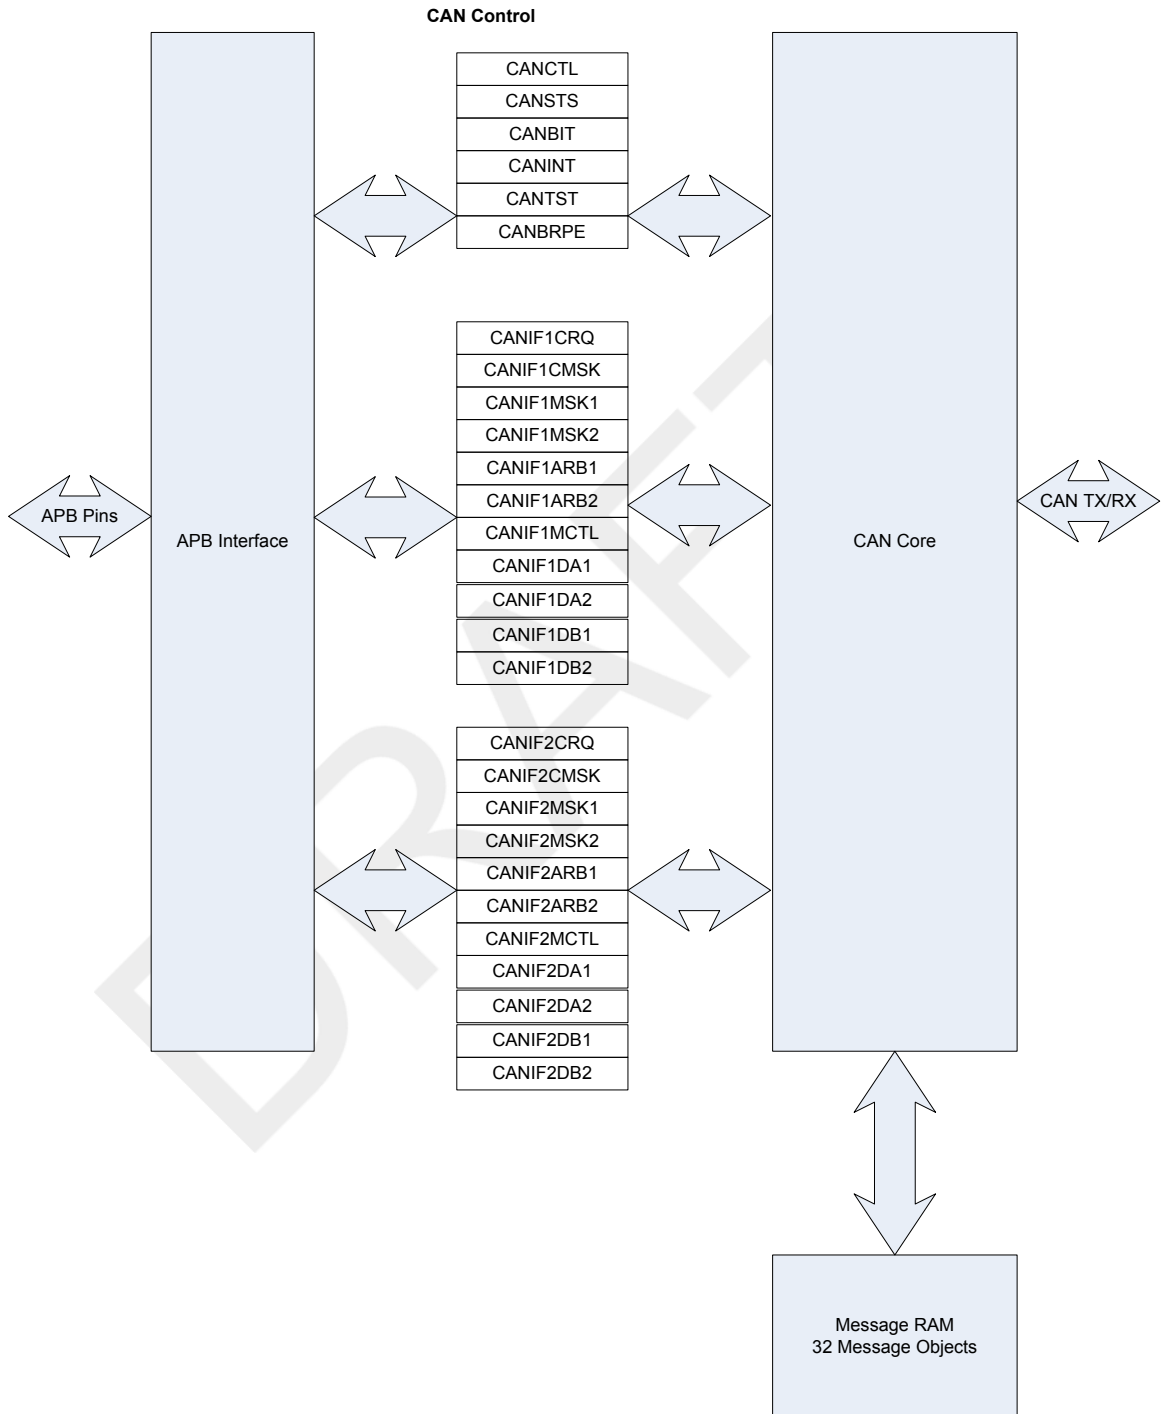 CAN Control
CANCTL
CANSTS
CANBIT
CANINT
CANTST
CANBRPE
CANIF1CRQ
CANIF1CMSK
CANIF1MSK1
CANIF1MSK2
CANIF1ARB1
CANIF1ARB2
CANIF1MCTL
CANIF1DA1
CANIF1DA2
CANIF1DB1
CANIF1DB2
APB Pins
APB Interface
CAN Core
CAN TX/RX
CANIF2CRQ
CANIF2CMSK
CANIF2MSK1
CANIF2MSK2
CANIF2ARB1
CANIF2ARB2
CANIF2MCTL
CANIF2DA1
CANIF2DA2
CANIF2DB1
CANIF2DB2
Message RAM
32 Message Objects
DRAFT